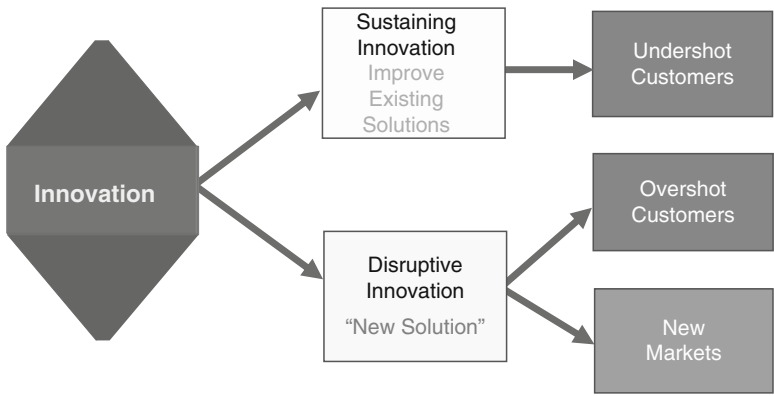 Innovation
Sustaining
Innovation
Improve
Existing
Solutions
Undershot
Customers
Disruptive
Innovation
“New Solution”
Overshot
Customers
New
Markets